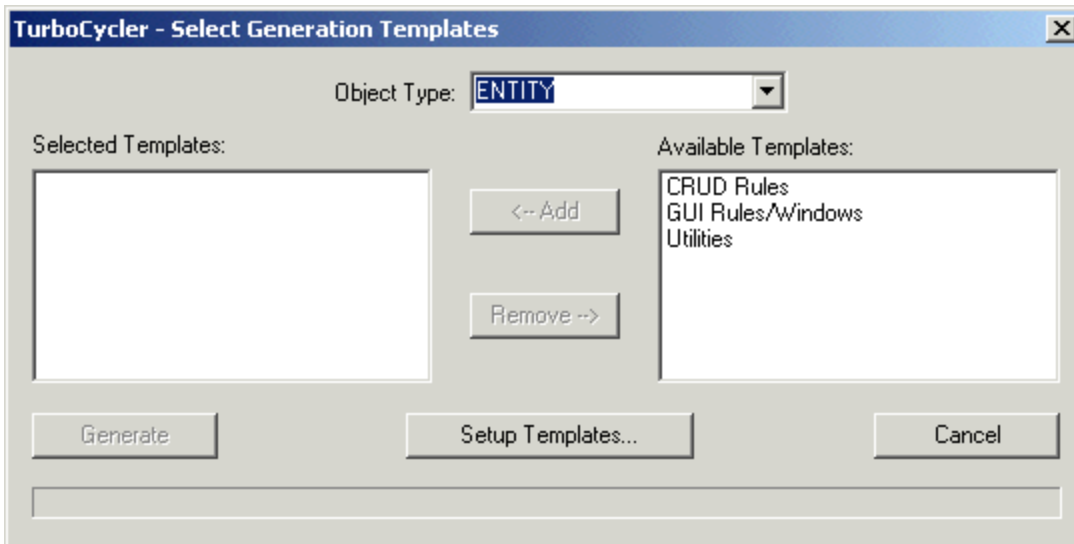 TurboCycler - Select Generation Templates
Object Type: ENTITY
Selected Templates:
Available Templates:
CRUD Rules
GUI Rules/Windows
Utilities
<-- Add
Remove -->
Generate
Setup Templates...
Cancel